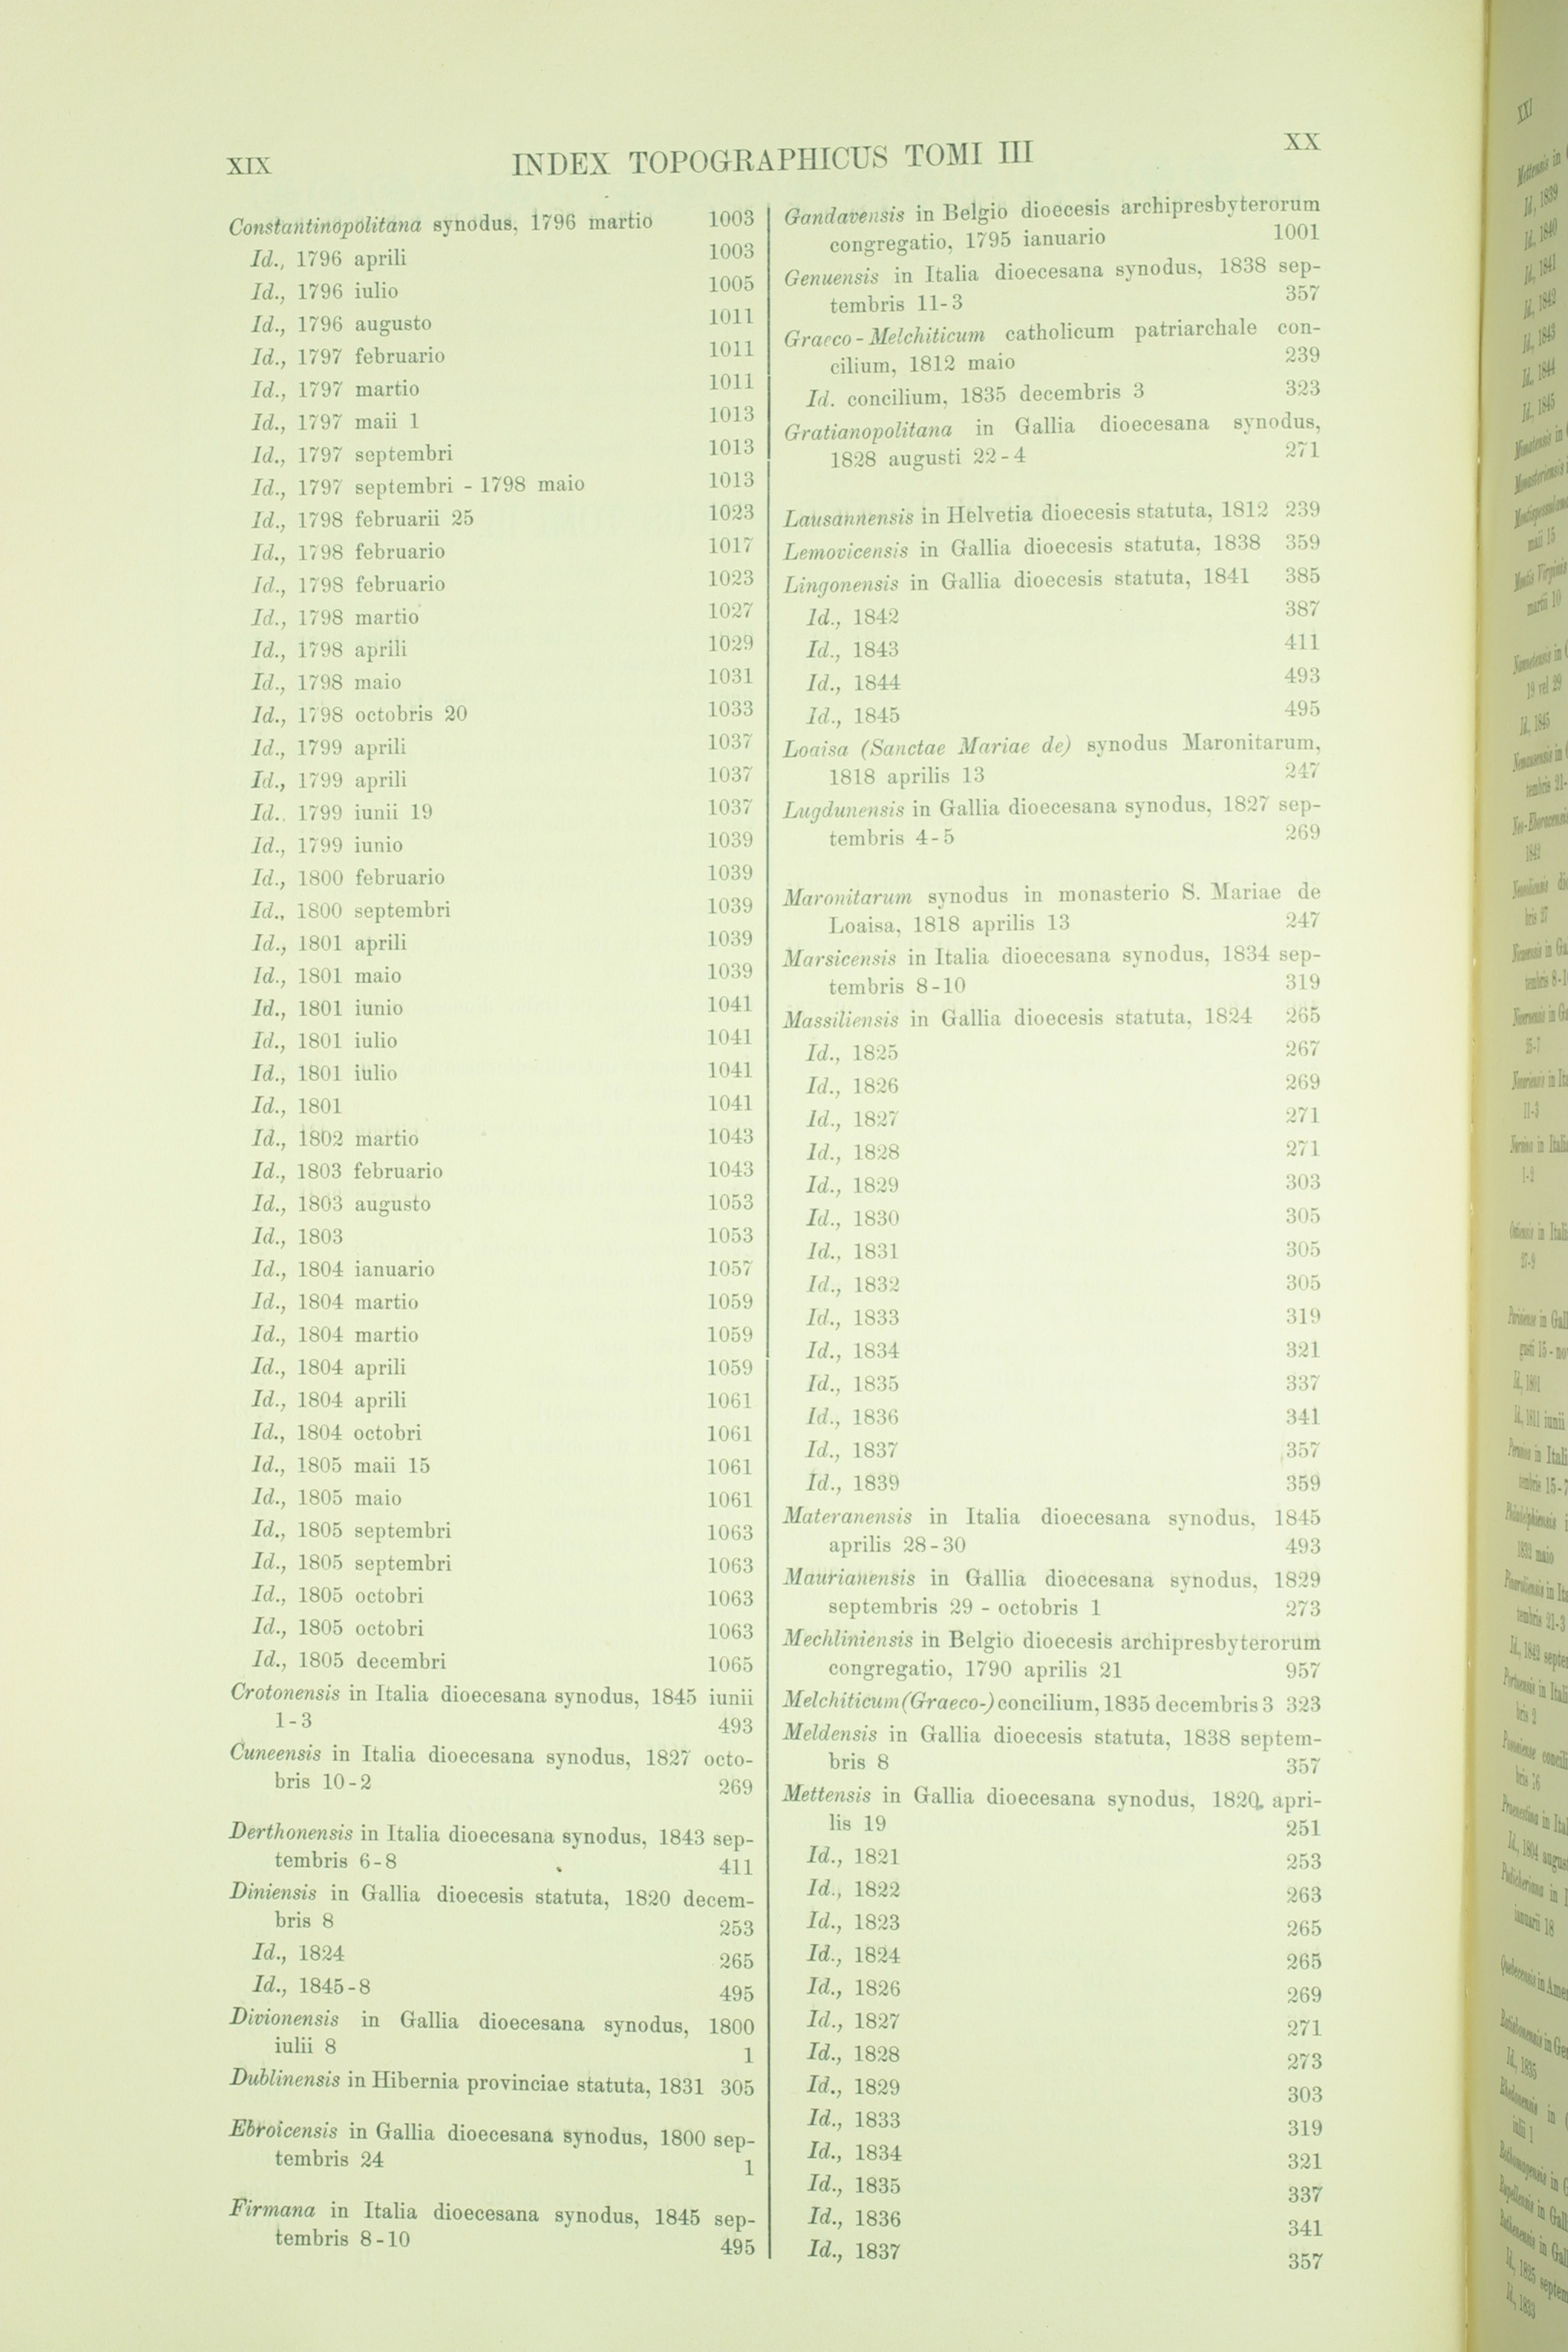 XIX
INDEX TOPOGRAPHICUS TOMI III
XX
Constantinopolitana synodus, 1796 martio 1003
Id., 1796 aprili 1003
Id., 1796 iulio 1005
Id., 1796 augusto 1011
Id., 1797 februario 1011
Id., 1797 martio 1011
Id., 1797 maii 1 1013
Id., 1797 septembri 1013
Id., 1797 septembri - 1798 maio 1013
Id., 1798 februarii 25 1023
Id., 1798 februario 1017
Id., 1798 februario 1023
Id., 1798 martio 1027
Id., 1798 aprili 1029
Id., 1798 maio 1031
Id., 1798 octobris 20 1033
Id., 1799 aprili 1037
Id., 1799 aprili 1037
Id.. 1799 iunii 19 1037
Id., 1799 iunio 1039
Id., 1800 februario 1039
Id., 1800 septembri 1039
Id., 1801 aprili 1039
Id., 1801 maio 1039
Id., 1801 iunio 1041
Id., 1801 iulio 1041
Id., 1801 iulio 1041
Id., 1801 1041
Id., 1802 martio 1043
Id., 1803 februario 1043
Id., 1803 augusto 1053
Id., 1803 1053
Id., 1804 ianuario 1057
Id., 1804 martio 1059
Id., 1804 martio 1059
Id., 1804 aprili 1059
Id., 1804 aprili 1061
Id., 1804 octobri 1061
Id., 1805 maii 15 1061
Id., 1805 maio 1061
Id., 1805 septembri 1063
Id., 1805 septembri 1063
Id., 1805 octobri 1063
Id., 1805 octobri 1063
Id., 1805 decembri 1065
Crotonensis in Italia dioecesana synodus, 1845 iunii
1-3 493
Cuneensis in Italia dioecesana synodus, 1827 octo-
bris 10-2 269
Derthonensis in Italia dioecesana synodus, 1843 sep-
tembris 6-8 411
Diniensis in Gallia dioecesis statuta, 1820 decem-
bris 8 253
Id., 1824 265
Id., 1845-8 495
Divionensis in Gallia dioecesana synodus, 1800
iulii 8 1
Dublinensis in Hibernia provinciae statuta, 1831 305
Ebroicensis in Gallia dioecesana synodus, 1800 sep-
tembris 24 1
Firmana in Italia dioecesana synodus, 1845 sep-
tembris 8-10 495
Gandavensis in Belgio dioecesis archipresbyterorum
congregatio, 1795 ianuario 1001
Genuensis in Italia dioecesana synodus, 1838 sep-
tembris 11-3 357
Graeco-Melchiticum catholicum patriarchale con-
cilium, 1812 maio 239
Id. concilium, 1835 decembris 3 323
Gratianopolitana in Gallia dioecesana synodus,
1828 augusti 22-4 271
Lausannensis in Helvetia dioecesis statuta, 1812 239
Lemovicensis in Gallia dioecesis statuta, 1838 359
Lingonensis in Gallia dioecesis statuta, 1841 385
Id., 1842 387
Id., 1843 411
Id., 1844 493
Id., 1845 495
Loaisa (Sanctae Mariae de) synodus Maronitarum,
1818 aprilis 13 247
Lugdunensis in Gallia dioecesana synodus, 1827 sep-
tembris 4-5 269
Maronitarum synodus in monasterio S. Mariae de
Loaisa, 1818 aprilis 13 247
Marsicensis in Italia dioecesana synodus, 1834 sep-
tembris 8-10 319
Massiliensis in Gallia dioecesis statuta, 1824 265
Id., 1825 267
Id., 1826 269
Id., 1827 271
Id., 1828 271
Id., 1829 303
Id., 1830 305
Id., 1831 305
Id., 1832 305
Id., 1833 319
Id., 1834 321
Id., 1835 337
Id., 1836 341
Id., 1837 357
Id., 1839 359
Materanensis in Italia dioecesana synodus, 1845
aprilis 28-30 493
Maurianensis in Gallia dioecesana synodus, 1829
septembris 29 - octobris 1 273
Mechliniensis in Belgio dioecesis archipresbyterorum
congregatio, 1790 aprilis 21 957
Melchiticum (Graeco-) concilium, 1835 decembris 3 323
Meldensis in Gallia dioecesis statuta, 1838 septem-
bris 8 357
Mettensis in Gallia dioecesana synodus, 1820, apri-
lis 19 251
Id., 1821 253
Id., 1822 263
Id., 1823 265
Id., 1824 265
Id., 1826 269
Id., 1827 271
Id., 1828 273
Id., 1829 303
Id., 1833 319
Id., 1834 321
Id., 1835 337
Id., 1836 341
Id., 1837 357
XXI
Mettensis in
Id., 1839
Id., 1840
Id., 1841
Id., 1842
Id., 1843
Id., 1844
Id., 1845